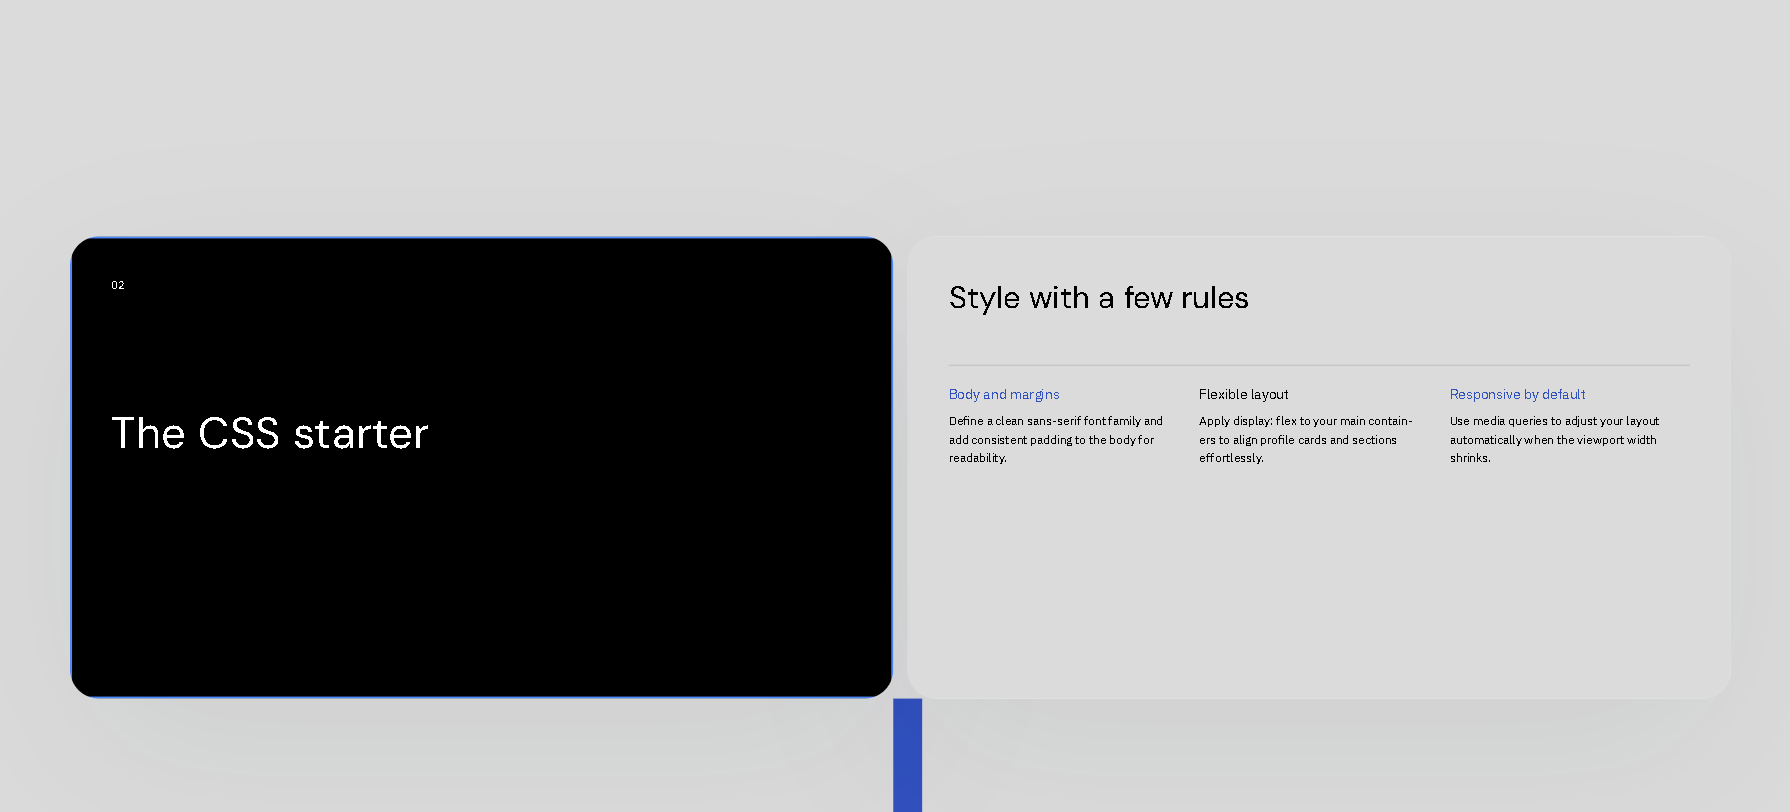 02
The CSS starter
Style with a few rules
Body and margins
Define a clean sans-serif font family and
add consistent padding to the body for
readability.
Flexible layout
Apply display: flex to your main contain-
ers to align profile cards and sections
effortlessly.
Responsive by default
Use media queries to adjust your layout
automatically when the viewport width
shrinks.